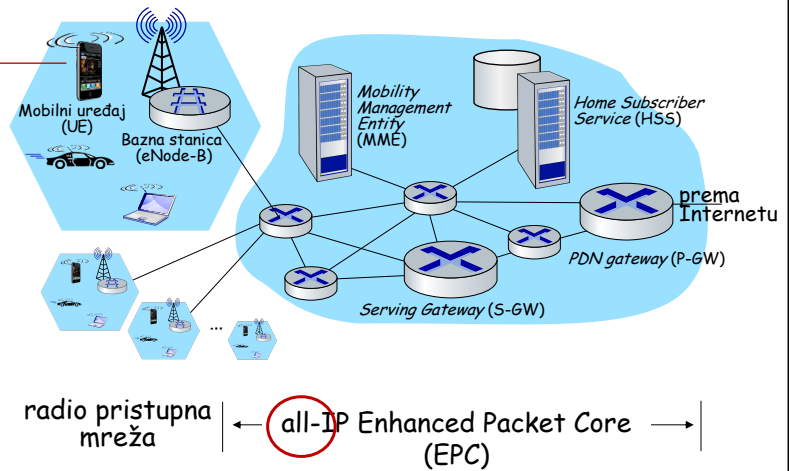 Mobilni uređaj
(UE)
Bazna stanica
(eNode-B)
Mobility
Management
Entity
(MME)
Home Subscriber
Service (HSS)
prema
Internetu
PDN gateway (P-GW)
Serving Gateway (S-GW)
...
radio pristupna
mreža
all-IP Enhanced Packet Core
(EPC)